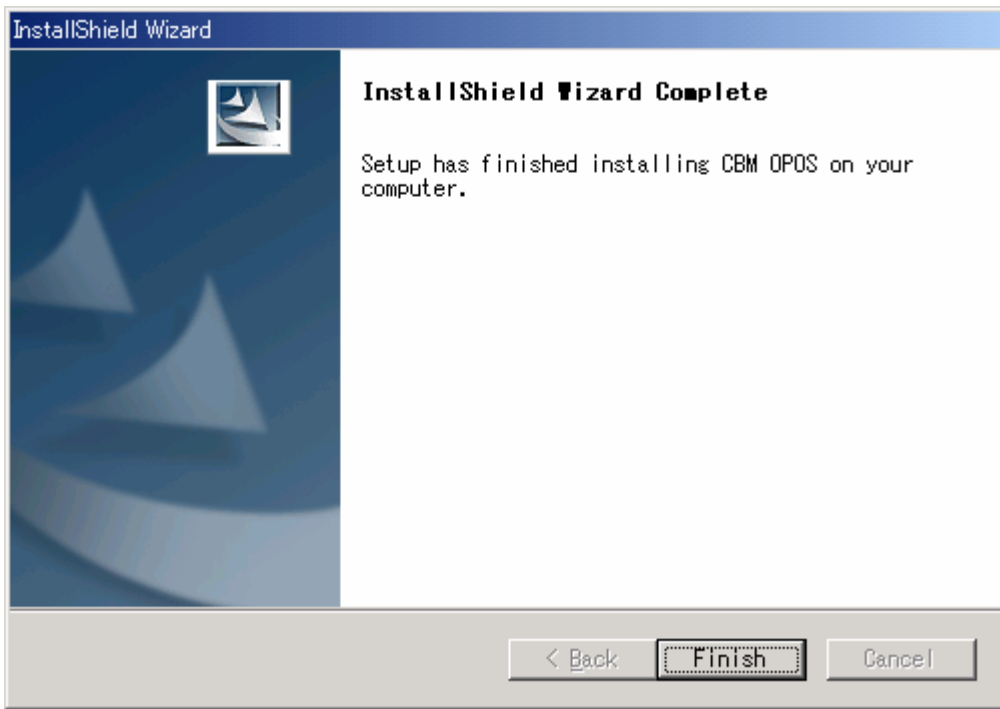 InstallShield Wizard
InstallShield Wizard Complete
Setup has finished installing CBM OPOS on your
computer.
< Back
Finish
Cancel